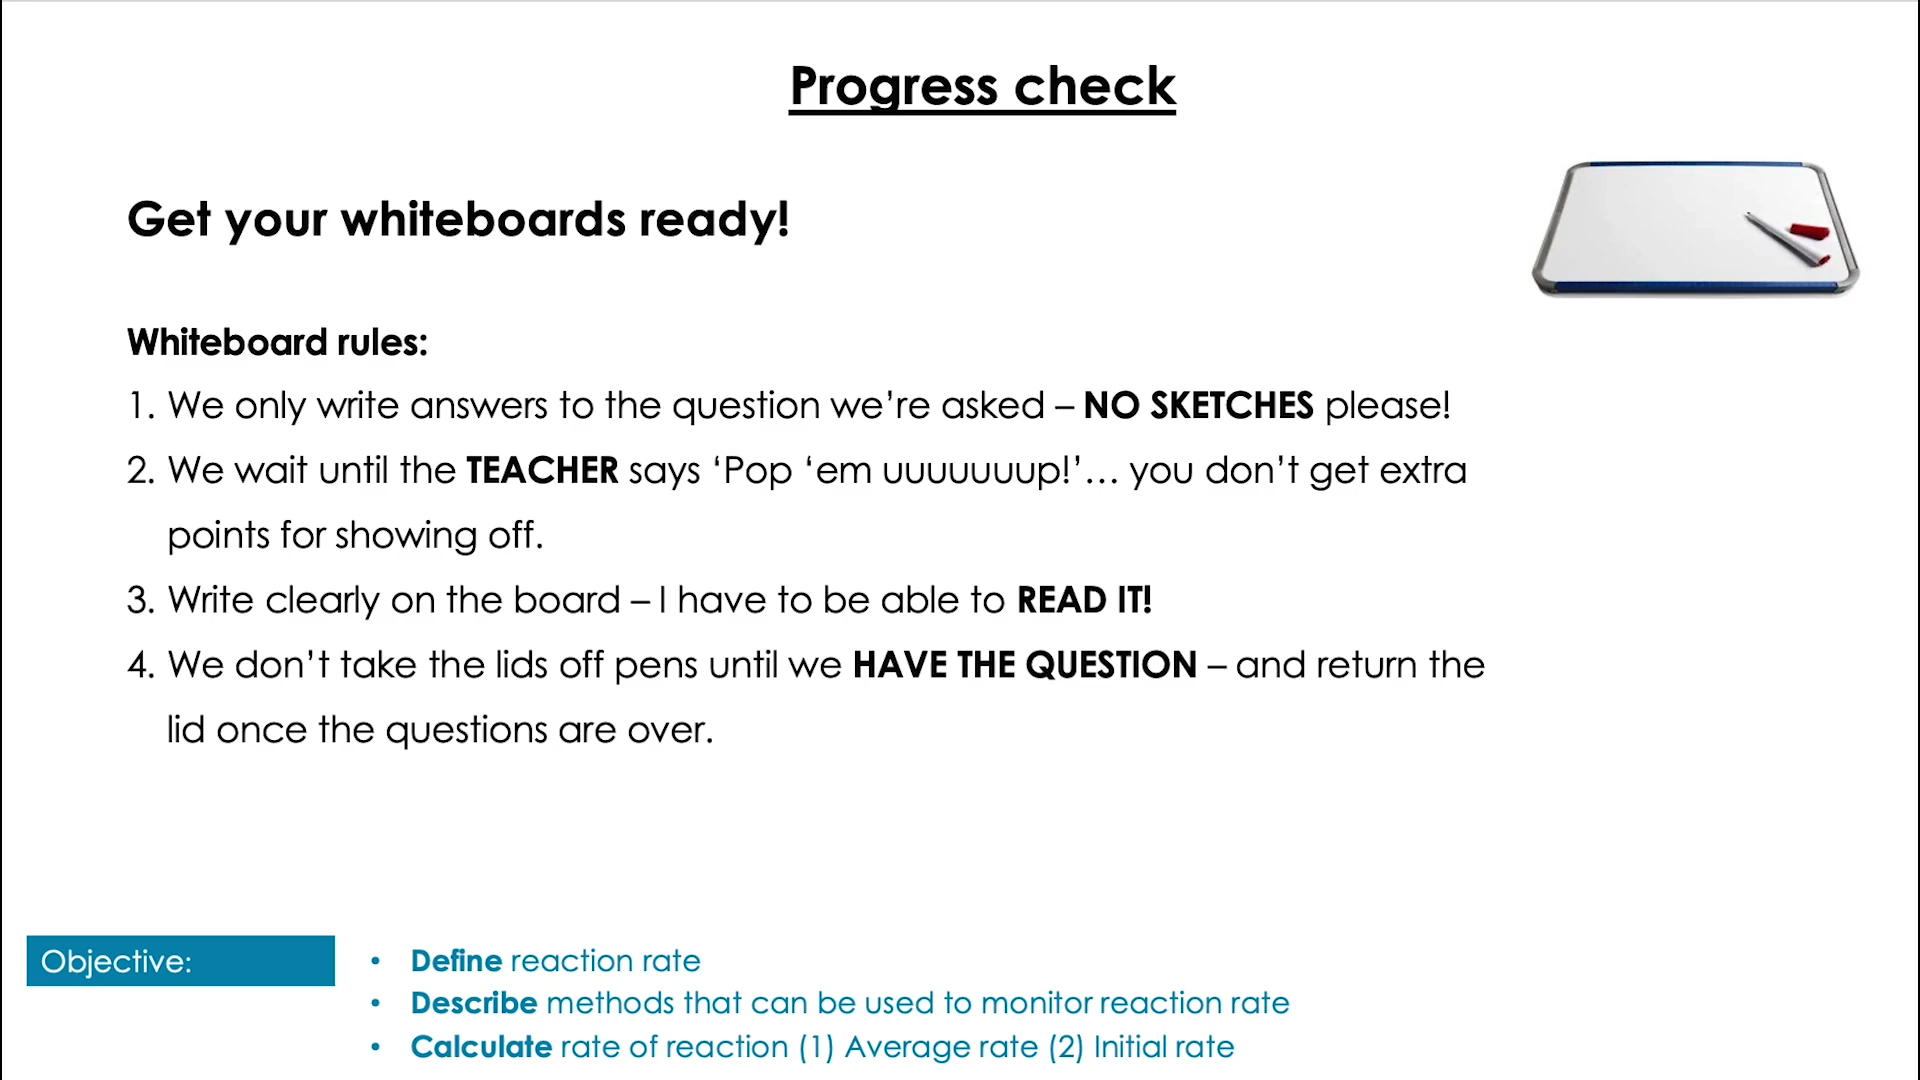 Progress check
Get your whiteboards ready!
Whiteboard rules:
1. We only write answers to the question we’re asked – NO SKETCHES please!
2. We wait until the TEACHER says ‘Pop ‘em uuuuuuup!’… you don’t get extra
points for showing off.
3. Write clearly on the board – I have to be able to READ IT!
4. We don’t take the lids off pens until we HAVE THE QUESTION – and return the
lid once the questions are over.
Objective:
• Define reaction rate
• Describe methods that can be used to monitor reaction rate
• Calculate rate of reaction (1) Average rate (2) Initial rate